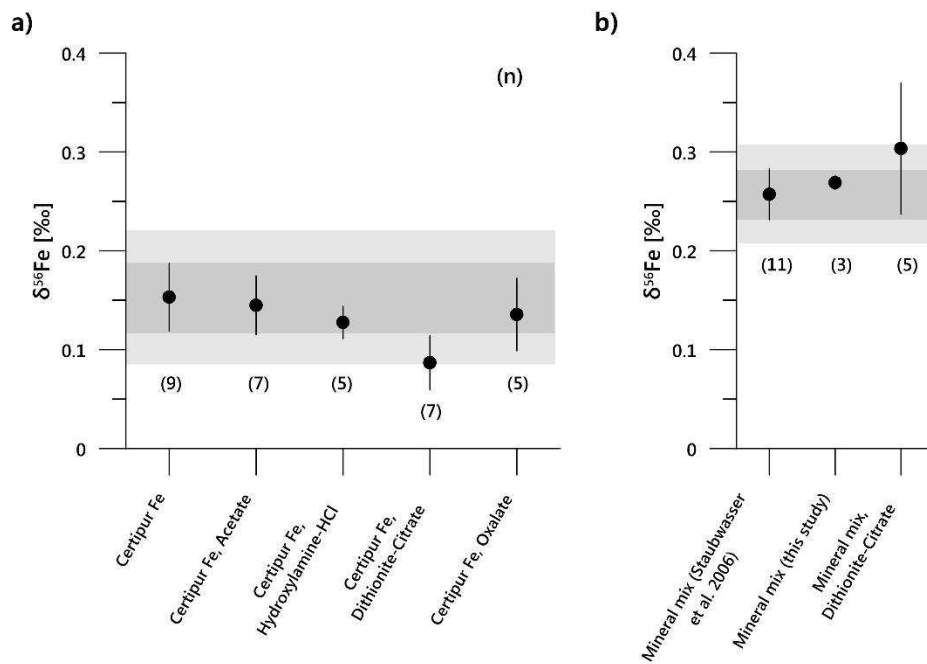 a)
(n)
δ⁵⁶Fe [‰]
0.4
0.3
0.2
0.1
0
(9)
(7)
(5)
(7)
(5)
Certipur Fe
Certipur Fe, Acetate
Certipur Fe,
Hydroxylamine-HCl
Certipur Fe,
Dithionite-Citrate
Certipur Fe, Oxalate
b)
δ⁵⁶Fe [‰]
0.4
0.3
0.2
0.1
0
(11)
(3)
(5)
Mineral mix (Staubwasser
et al. 2006)
Mineral mix (this study)
Mineral mix,
Dithionite-Citrate